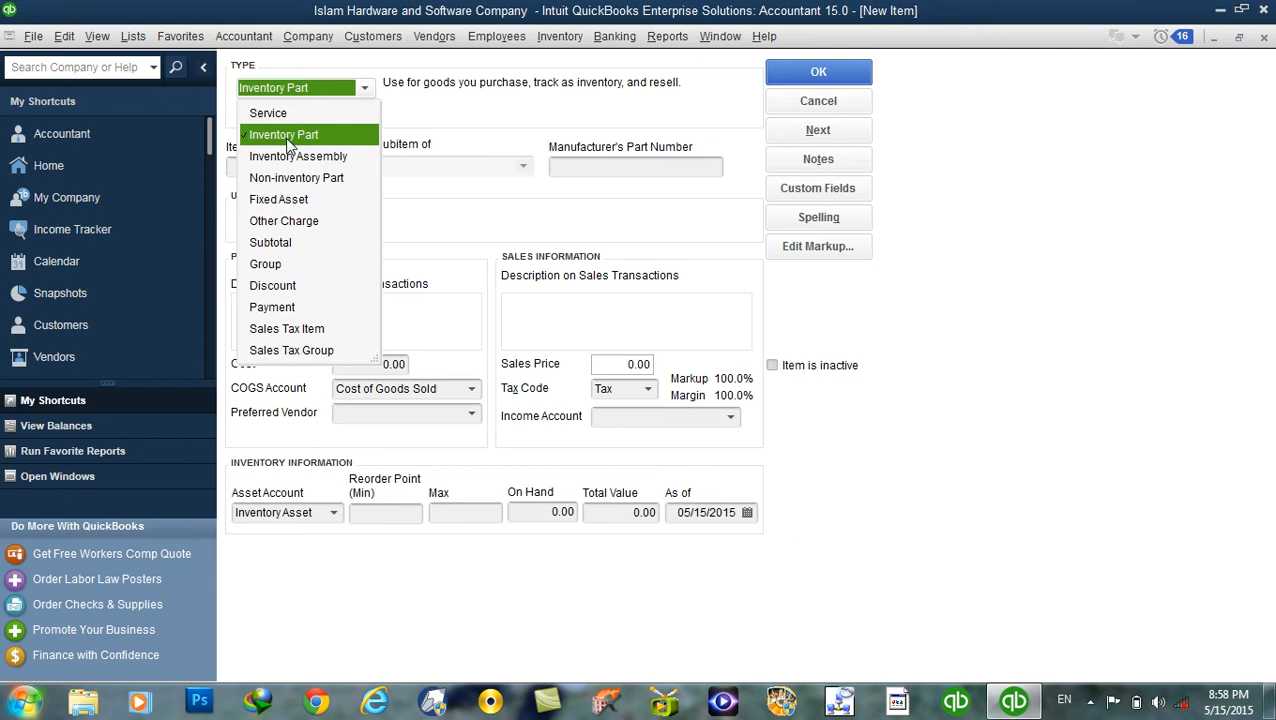 Islam Hardware and Software Company - Intuit QuickBooks Enterprise Solutions: Accountant 15.0 - [New Item]
File Edit View Lists Favorites Accountant Company Customers Vendors Employees Inventory Banking Reports Window Help 16
Search Company or Help
My Shortcuts
Accountant
Home
My Company
Income Tracker
Calendar
Snapshots
Customers
Vendors
My Shortcuts
View Balances
Run Favorite Reports
Open Windows
Do More With QuickBooks
Get Free Workers Comp Quote
Order Labor Law Posters
Order Checks & Supplies
Promote Your Business
Finance with Confidence
TYPE
Inventory Part
Use for goods you purchase, track as inventory, and resell.
Service
Inventory Part
Inventory Assembly
Non-inventory Part
Fixed Asset
Other Charge
Subtotal
Group
Discount
Payment
Sales Tax Item
Sales Tax Group
ubitem of
Manufacturer's Part Number
sactions
0.00
COGS Account Cost of Goods Sold
Preferred Vendor
SALES INFORMATION
Description on Sales Transactions
Sales Price 0.00
Tax Code Tax
Markup 100.0%
Margin 100.0%
Income Account
INVENTORY INFORMATION
Asset Account
Inventory Asset
Reorder Point
(Min)
Max
On Hand
0.00
Total Value
0.00
As of
05/15/2015
OK
Cancel
Next
Notes
Custom Fields
Spelling
Edit Markup...
Item is inactive
Ps
qb
qb
EN
8:58 PM
5/15/2015